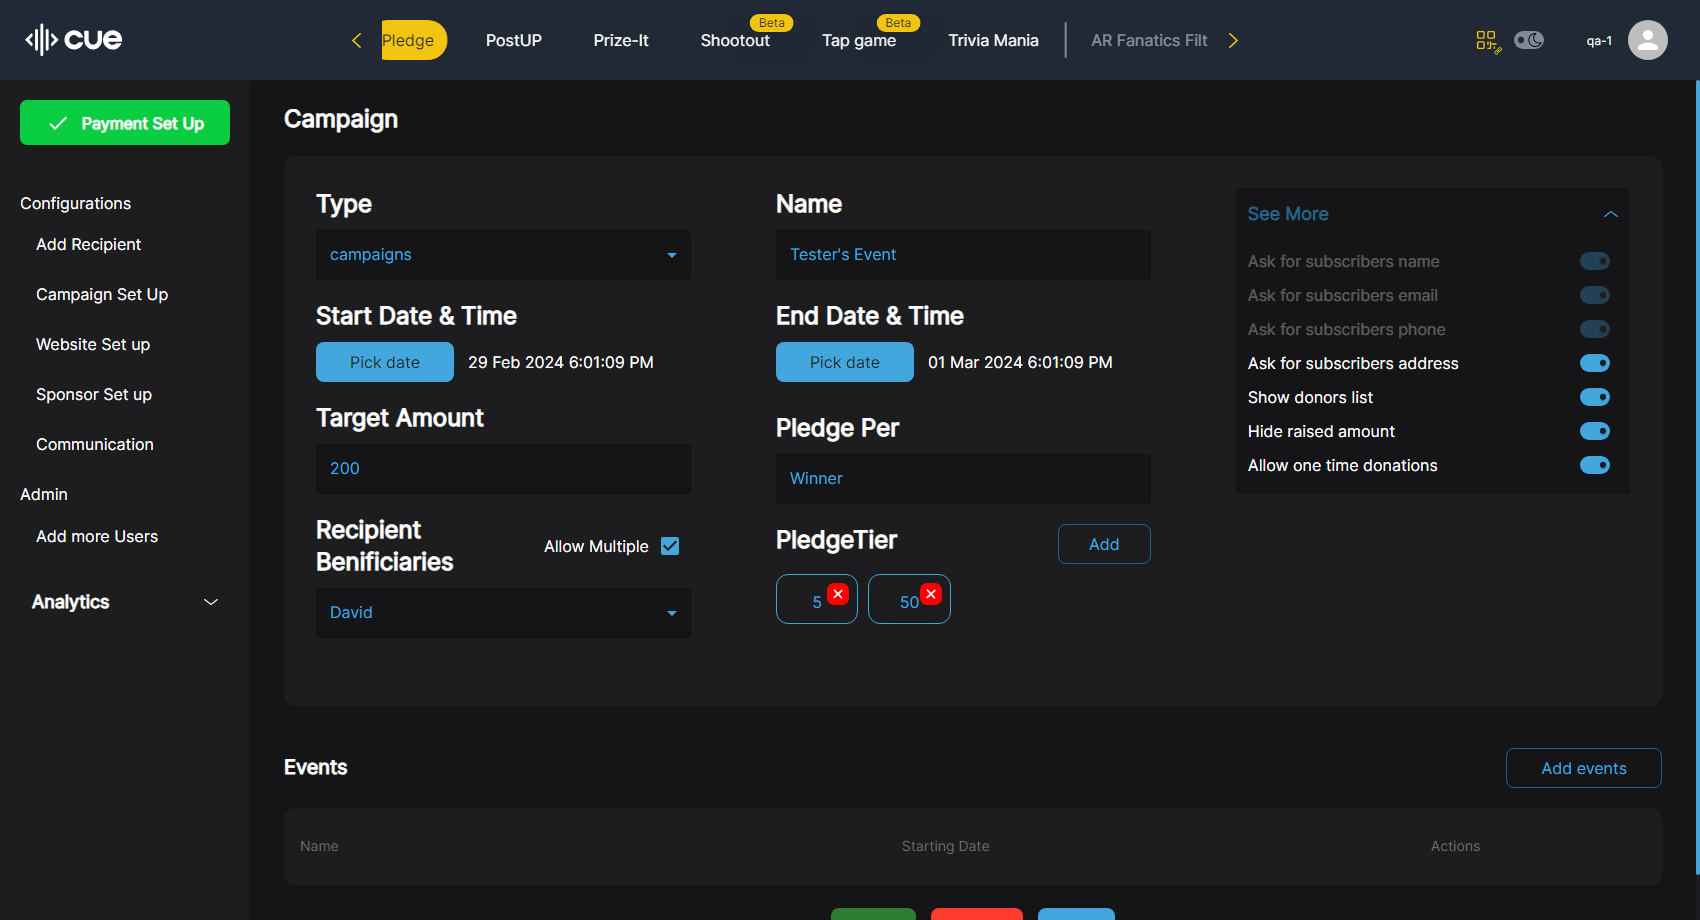 cue
Pledge
PostUP
Prize-It
Beta
Shootout
Beta
Tap game
Trivia Mania
AR Fanatics Filt
qa-1
Payment Set Up
Configurations
Add Recipient
Campaign Set Up
Website Set up
Sponsor Set up
Communication
Admin
Add more Users
Analytics
Campaign
Type
campaigns
Name
Tester's Event
Start Date & Time
Pick date
29 Feb 2024 6:01:09 PM
End Date & Time
Pick date
01 Mar 2024 6:01:09 PM
Target Amount
200
Pledge Per
Winner
Recipient
Benificiaries
Allow Multiple
David
PledgeTier
Add
5
50
See More
Ask for subscribers name
Ask for subscribers email
Ask for subscribers phone
Ask for subscribers address
Show donors list
Hide raised amount
Allow one time donations
Events
Add events
Name
Starting Date
Actions